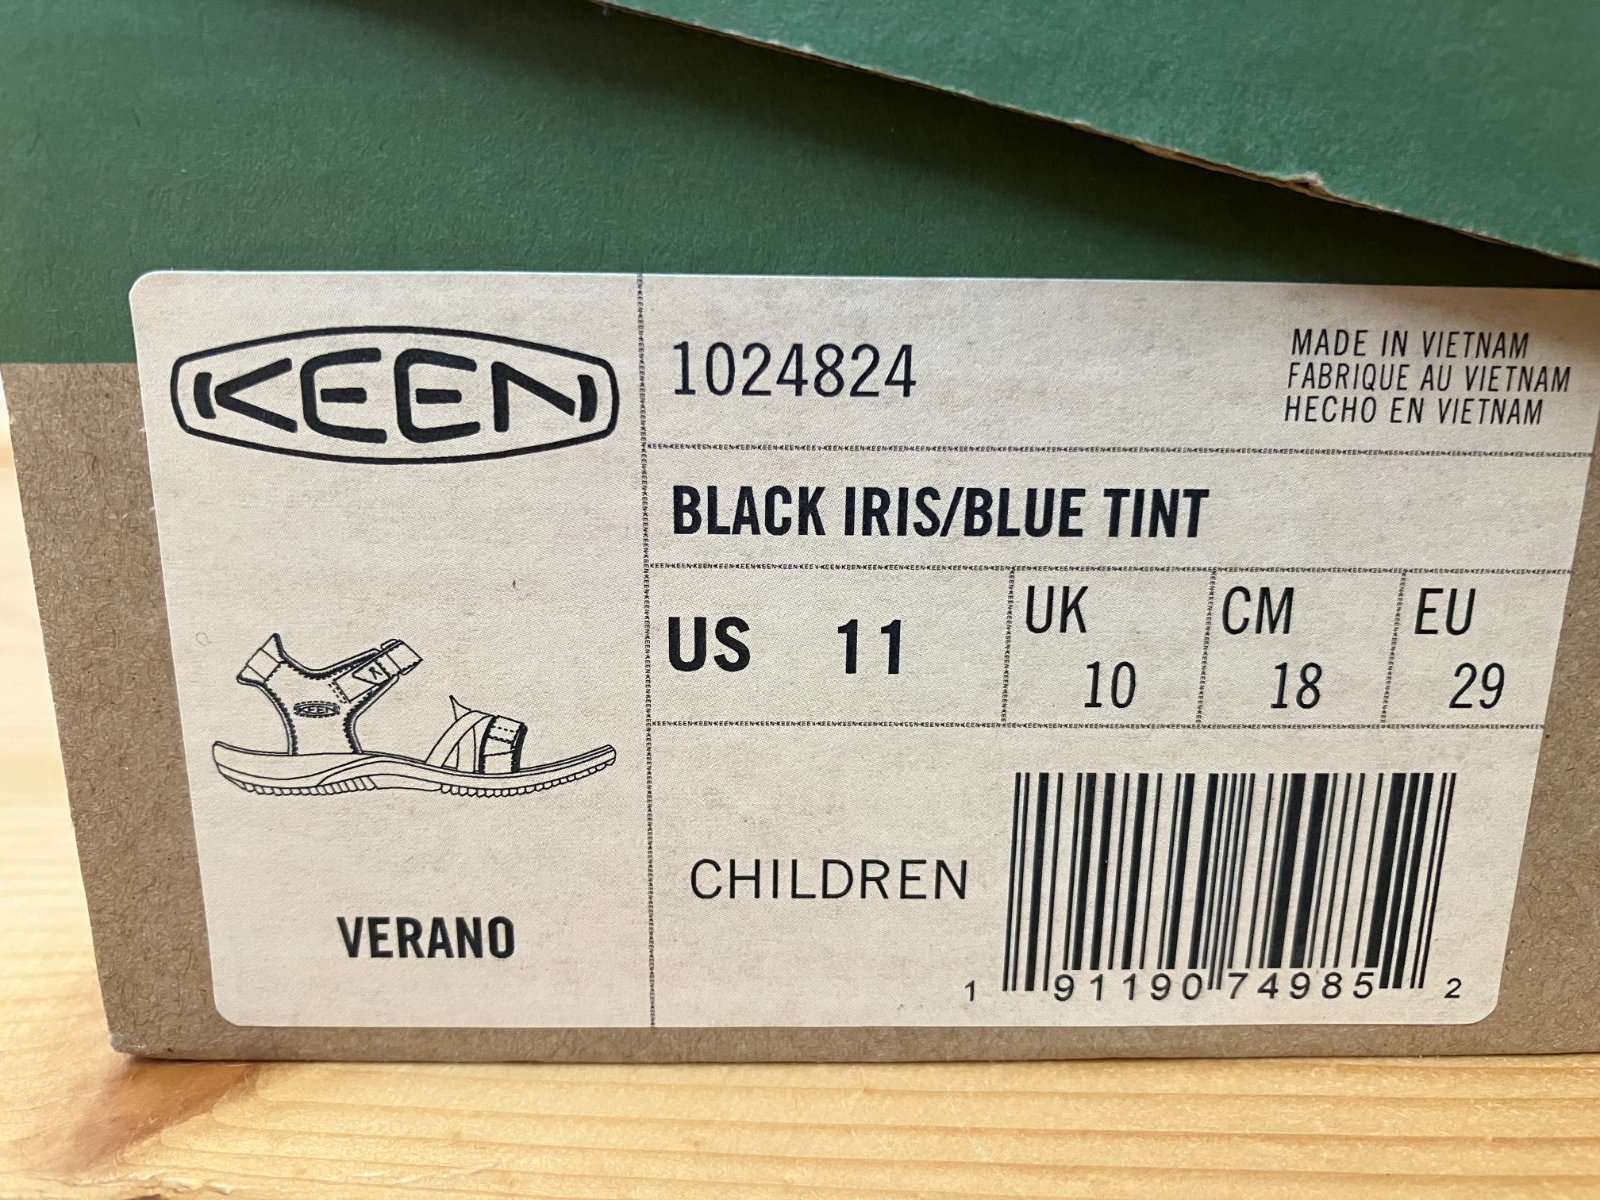 KEEN
1024824
MADE IN VIETNAM
FABRIQUE AU VIETNAM
HECHO EN VIETNAM
BLACK IRIS/BLUE TINT
US 11
UK 10
CM 18
EU 29
KEEN
VERANO
CHILDREN
1 91190 74985 2